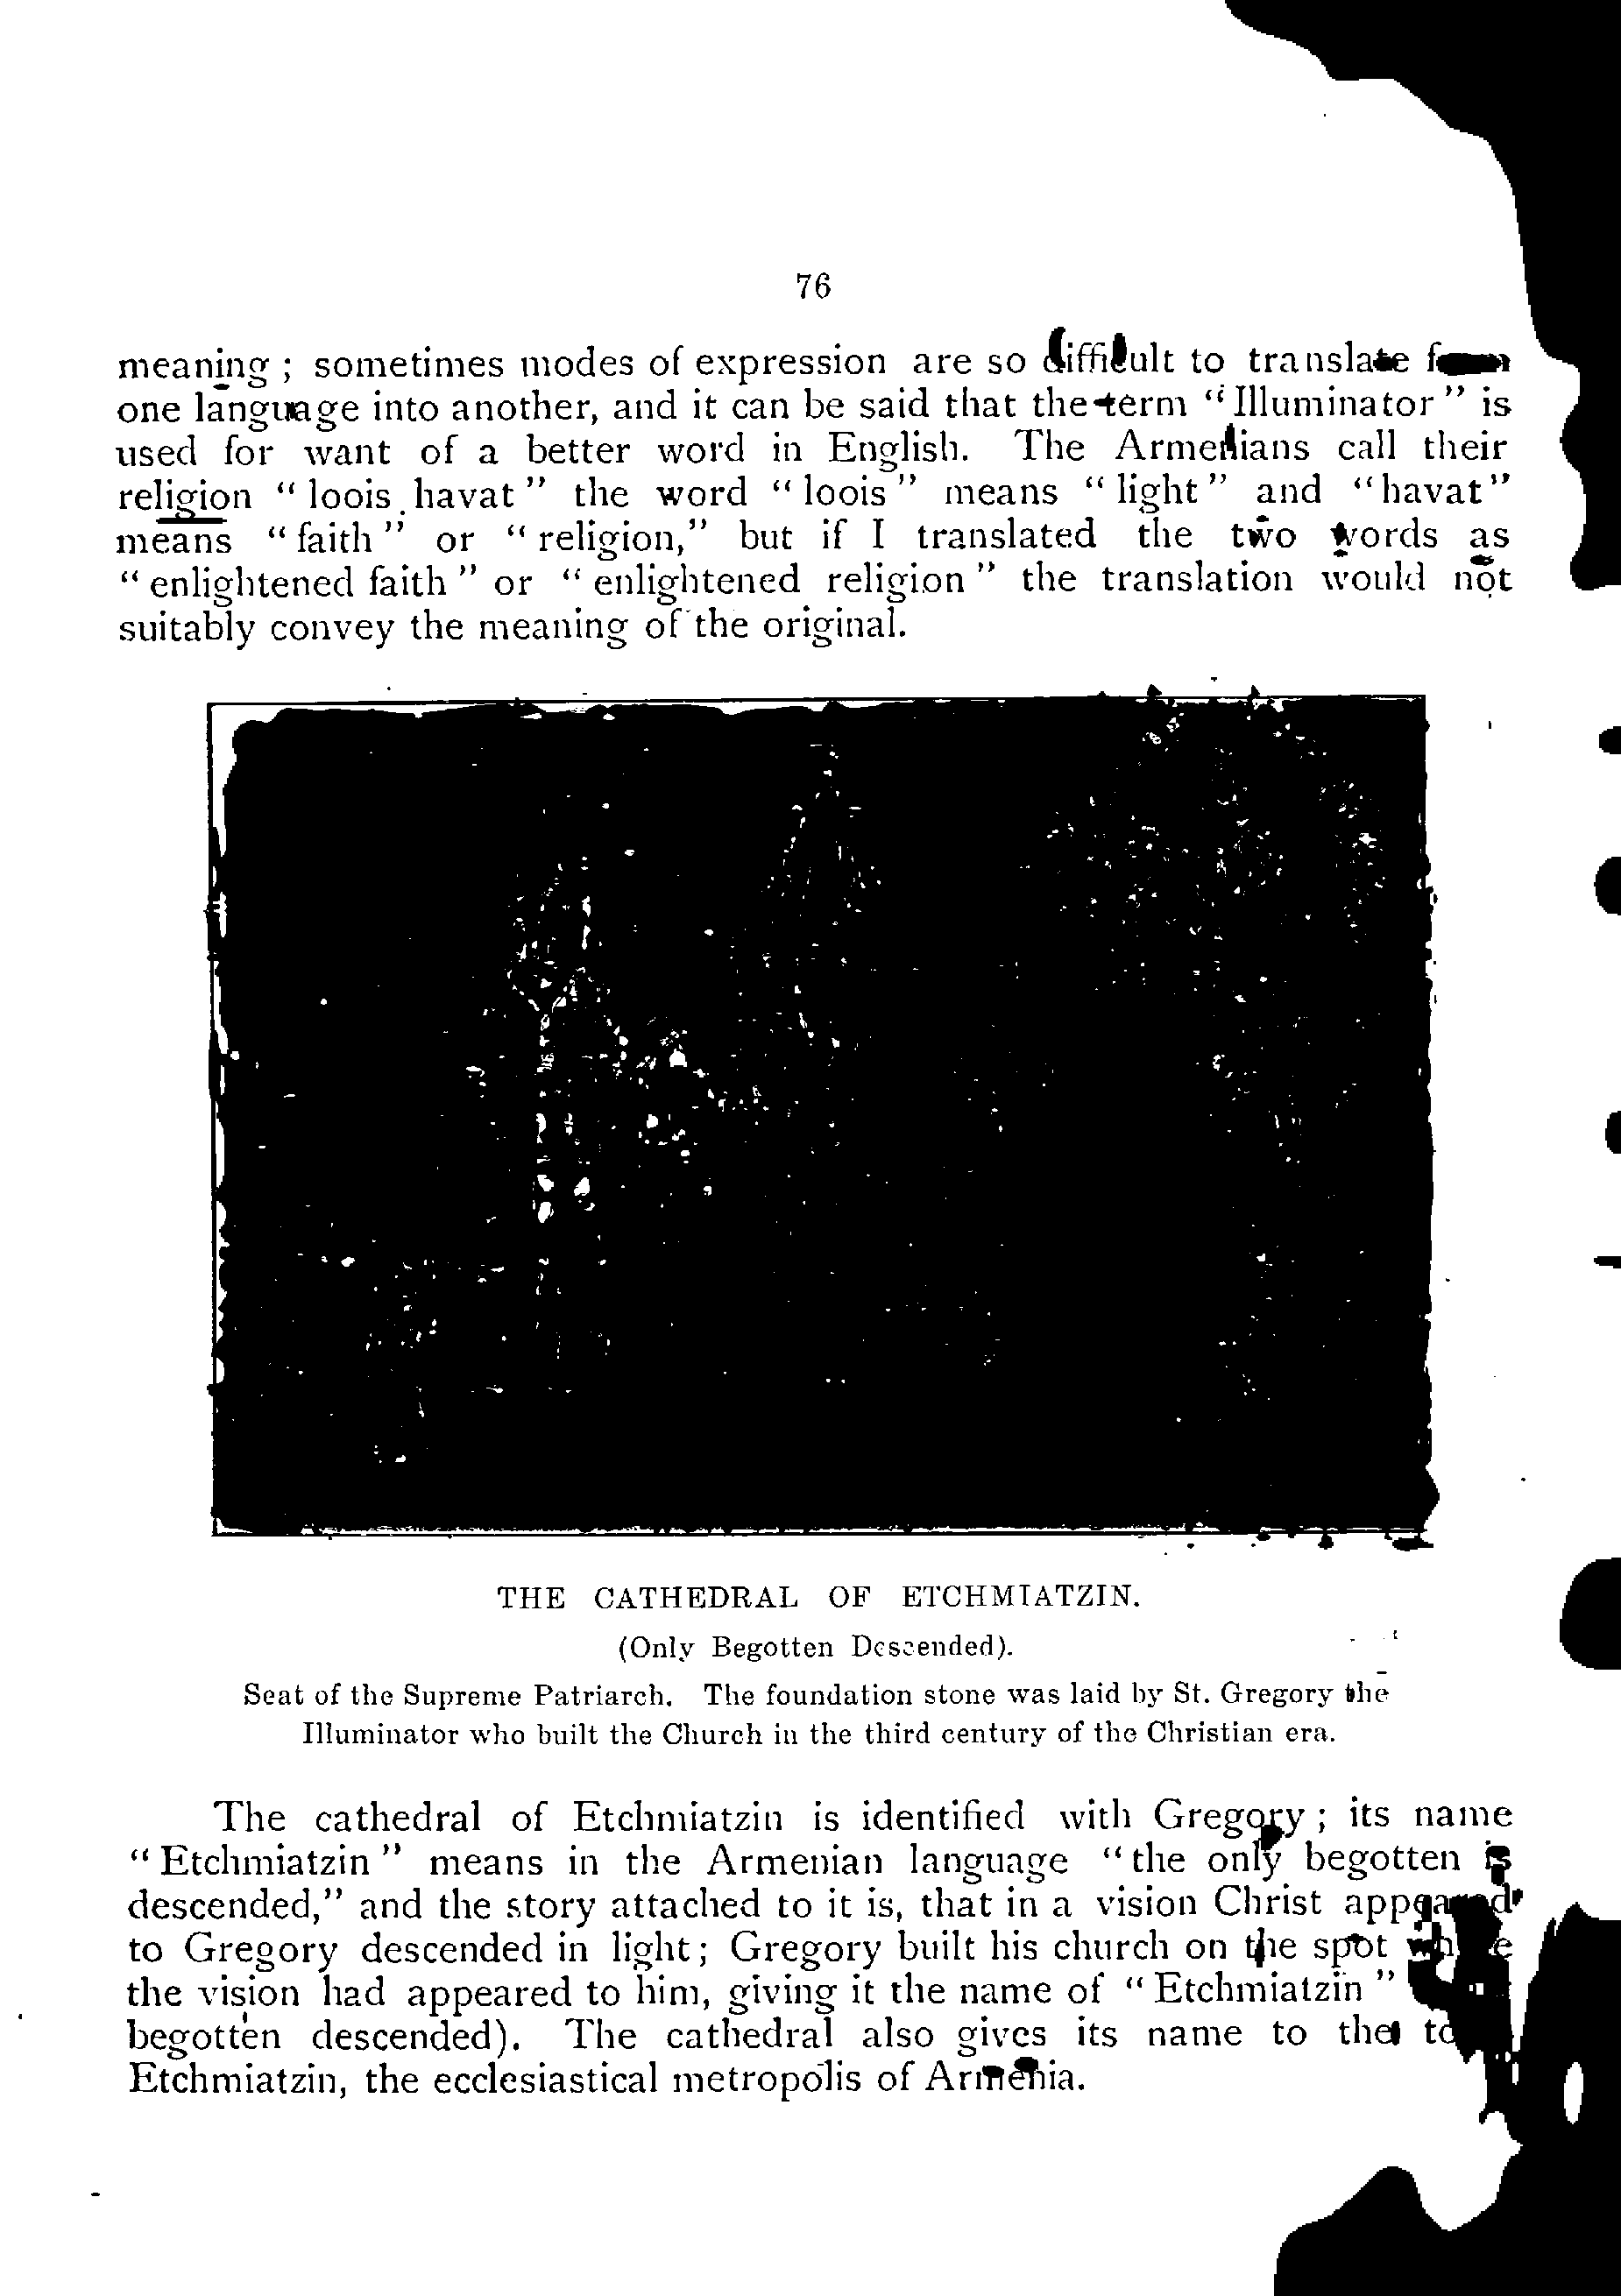 76
meaning ; sometimes modes of expression are so difficult to translate
one language into another, and it can be said that the term “Illuminator” is
used for want of a better word in English. The Armenians call their
religion “loois havat” the word “loois” means “light” and “havat”
means “faith” or “religion,” but if I translated the two words as
“enlightened faith” or “enlightened religion” the translation would not
suitably convey the meaning of the original.
THE CATHEDRAL OF ETCHMIATZIN.
(Only Begotten Descended).
Seat of the Supreme Patriarch. The foundation stone was laid by St. Gregory the
Illuminator who built the Church in the third century of the Christian era.
The cathedral of Etchmiatzin is identified with Gregory ; its name
“Etchmiatzin” means in the Armenian language “the only begotten is
descended,” and the story attached to it is, that in a vision Christ appeared
to Gregory descended in light; Gregory built his church on the spot
the vision had appeared to him, giving it the name of “Etchmiatzin”
begotten descended). The cathedral also gives its name to the
Etchmiatzin, the ecclesiastical metropolis of Armenia.